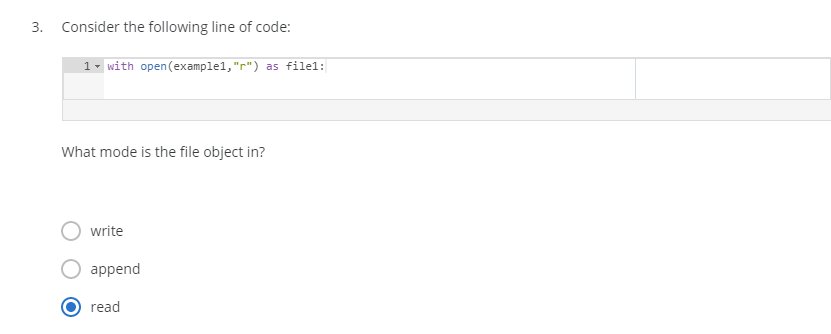 3. Consider the following line of code:
1 with open(example1,"r") as file1:
What mode is the file object in?
write
append
read